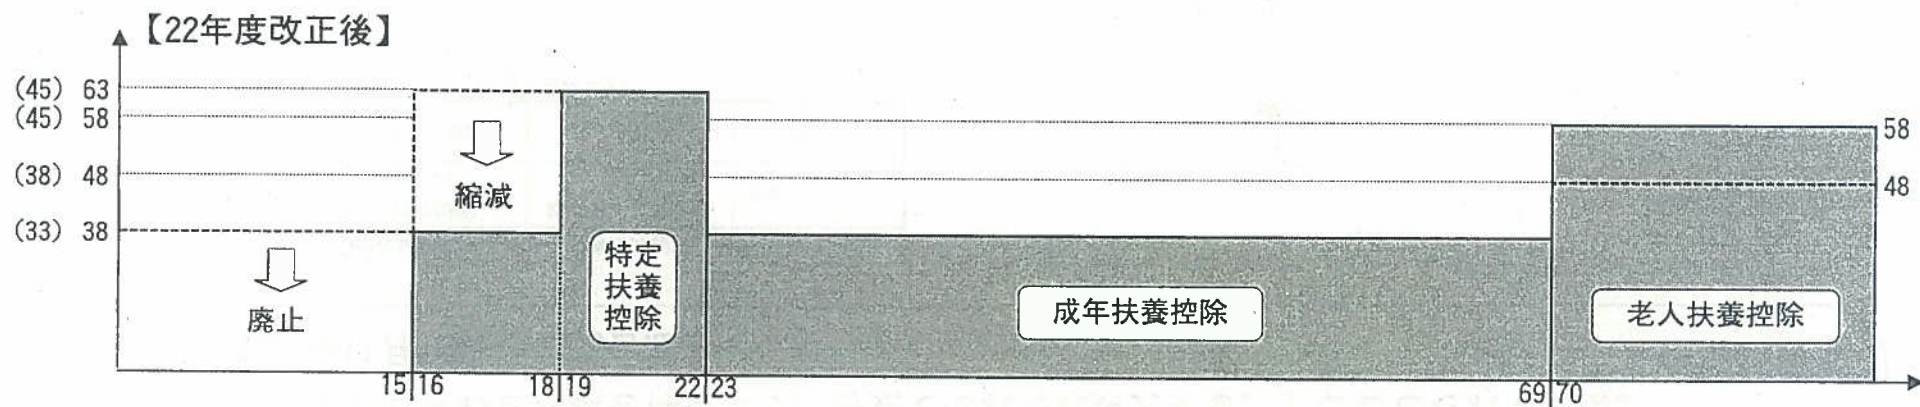 【22年度改正後】
(45) 63
(45) 58
(38) 48
(33) 38
縮減
廃止
特定
扶養
控除
成年扶養控除
老人扶養控除
58
48
15 16
18 19
22 23
69 70